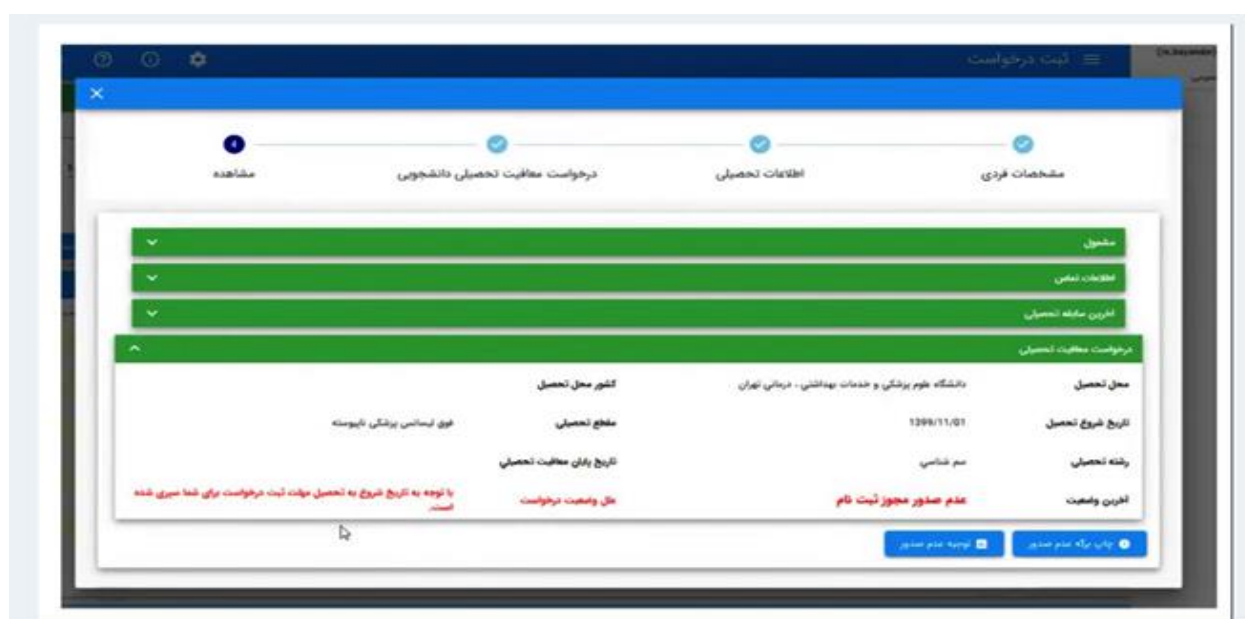 ثبت درخواست
مشخصات فردی
اطلاعات تحصیلی
درخواست معافیت تحصیلی دانشجویی
4
مشاهده
مشمول
اطلاعات تماس
آخرین سابقه تحصیلی
درخواست معافیت تحصیلی
محل تحصیل دانشگاه علوم پزشکی و خدمات بهداشتی ، درمانی تهران کشور محل تحصیل
تاریخ شروع تحصیل 1399/11/01 مقطع تحصیلی فوق لیسانس پزشکی ناپیوسته
رشته تحصیلی سم شناسي تاریخ پایان معافیت تحصیلی
آخرین وضعیت عدم صدور مجوز ثبت نام علل وضعیت درخواست با توجه به تاریخ شروع به تحصیل مهلت ثبت درخواست برای شما سپری شده
است.
چاپ برگه عدم صدور توجیه عدم صدور